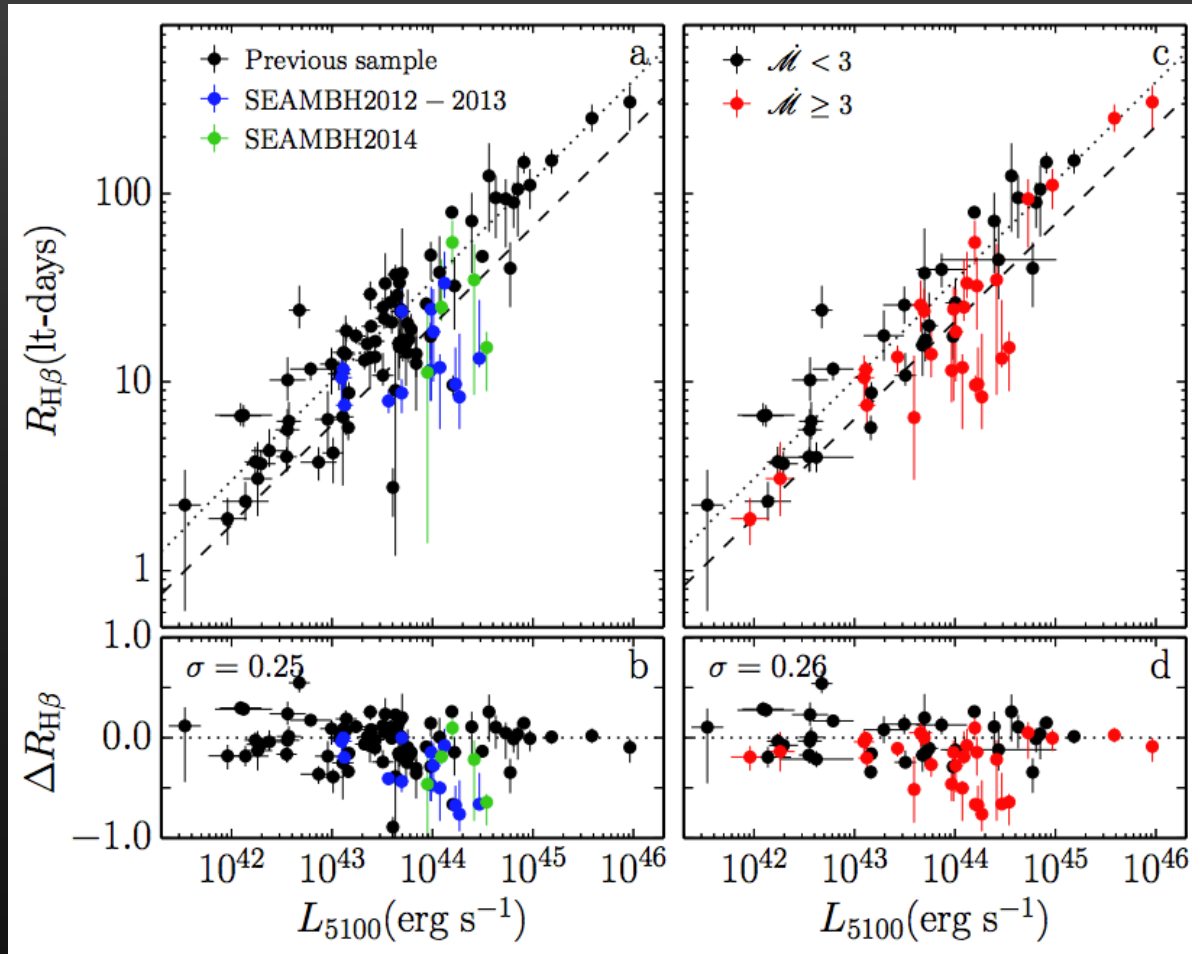 a
Previous sample
SEAMBH2012 − 2013
SEAMBH2014
100
10
1
R_Hβ(lt-days)
c
ṁ < 3
ṁ ≥ 3
1.0
0.0
−1.0
ΔR_Hβ
σ = 0.25
b
σ = 0.26
d
10^42 10^43 10^44 10^45 10^46
L_5100(erg s^−1)
10^42 10^43 10^44 10^45 10^46
L_5100(erg s^−1)